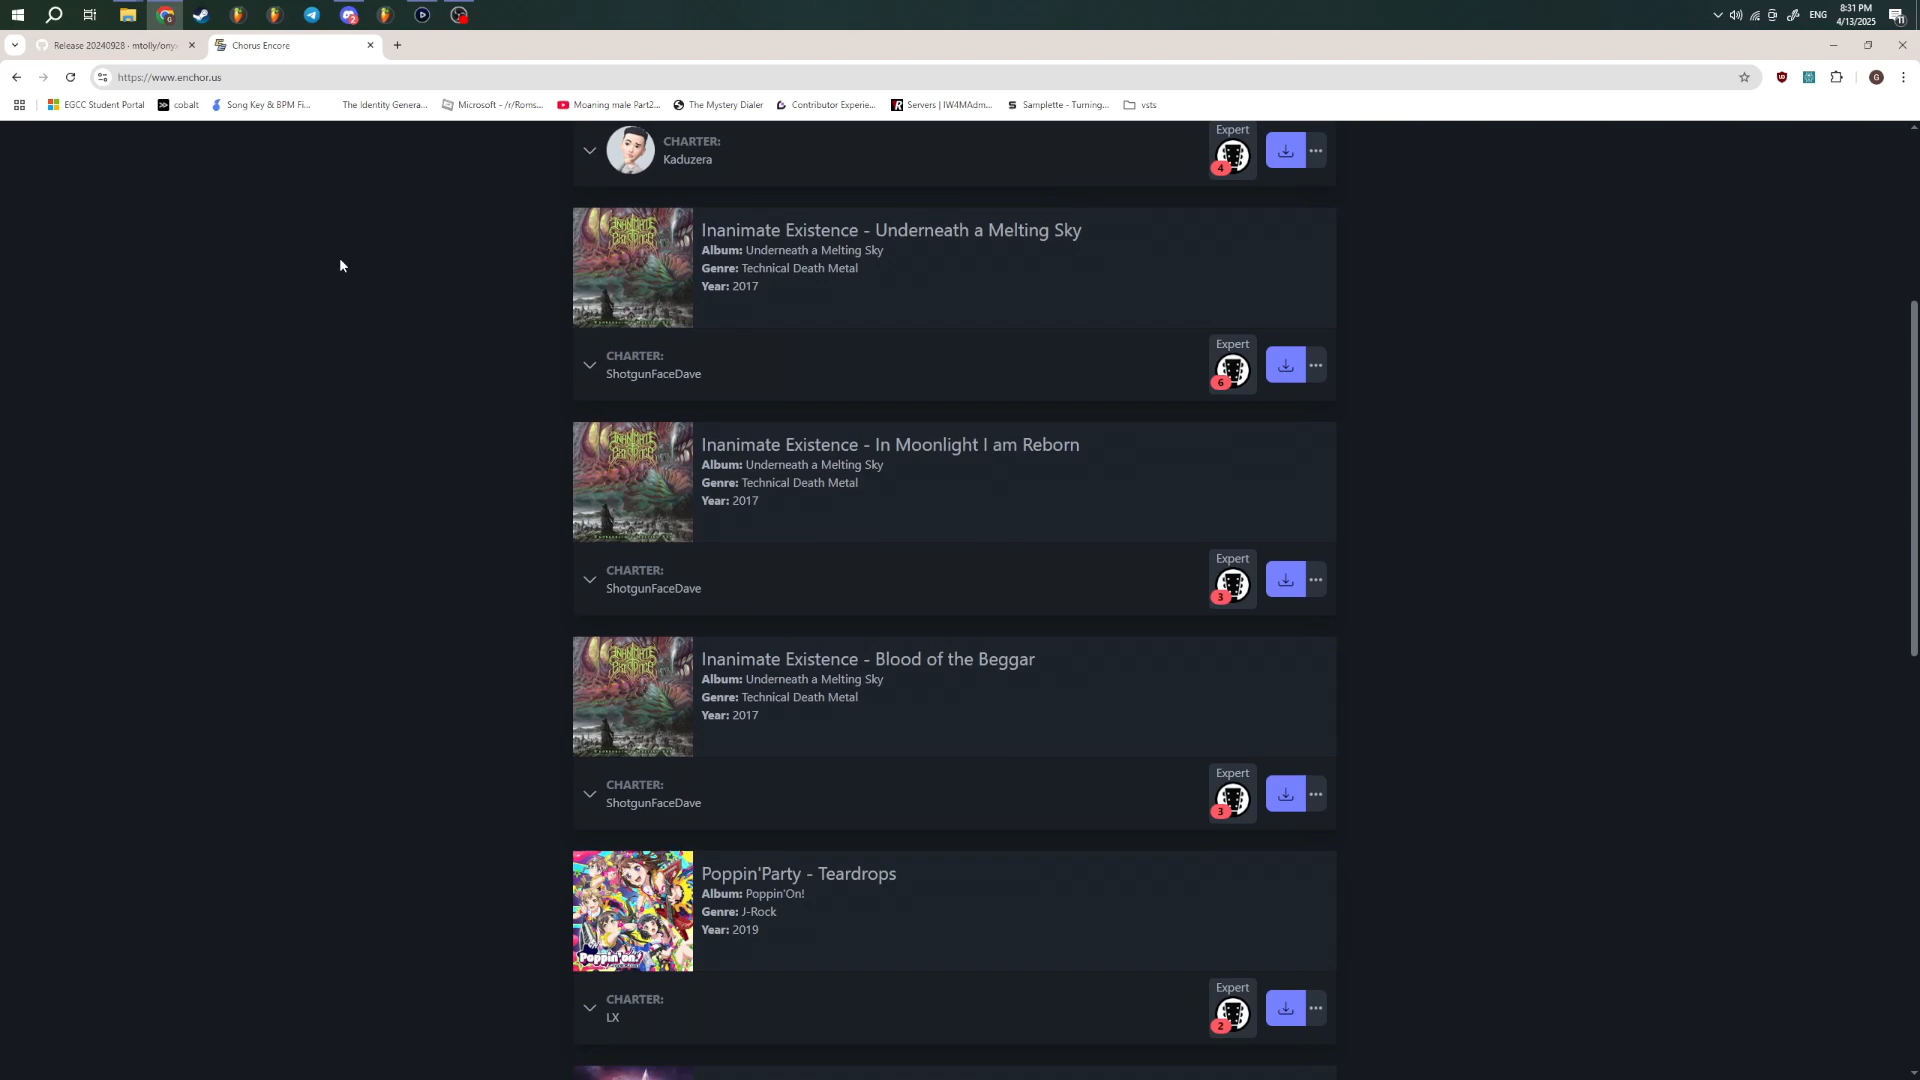 8:31 PM
ENG
4/13/2025
11
2
Release 20240928 · mtolly/ony
Chorus Encore
https://www.enchor.us
G
EGCC Student Portal
cobalt
Song Key & BPM Fi...
The Identity Genera...
Microsoft - /r/Roms...
Moaning male Part2...
The Mystery Dialer
Contributor Experie...
Servers | IW4MAdm...
Samplette - Turning...
vsts
CHARTER:
Kaduzera
Expert
4
Inanimate Existence - Underneath a Melting Sky
Album: Underneath a Melting Sky
Genre: Technical Death Metal
Year: 2017
CHARTER:
ShotgunFaceDave
Expert
6
Inanimate Existence - In Moonlight I am Reborn
Album: Underneath a Melting Sky
Genre: Technical Death Metal
Year: 2017
CHARTER:
ShotgunFaceDave
Expert
3
Inanimate Existence - Blood of the Beggar
Album: Underneath a Melting Sky
Genre: Technical Death Metal
Year: 2017
CHARTER:
ShotgunFaceDave
Expert
3
Poppin'Party - Teardrops
Album: Poppin'On!
Genre: J-Rock
Year: 2019
Poppin'on!
CHARTER:
LX
Expert
2